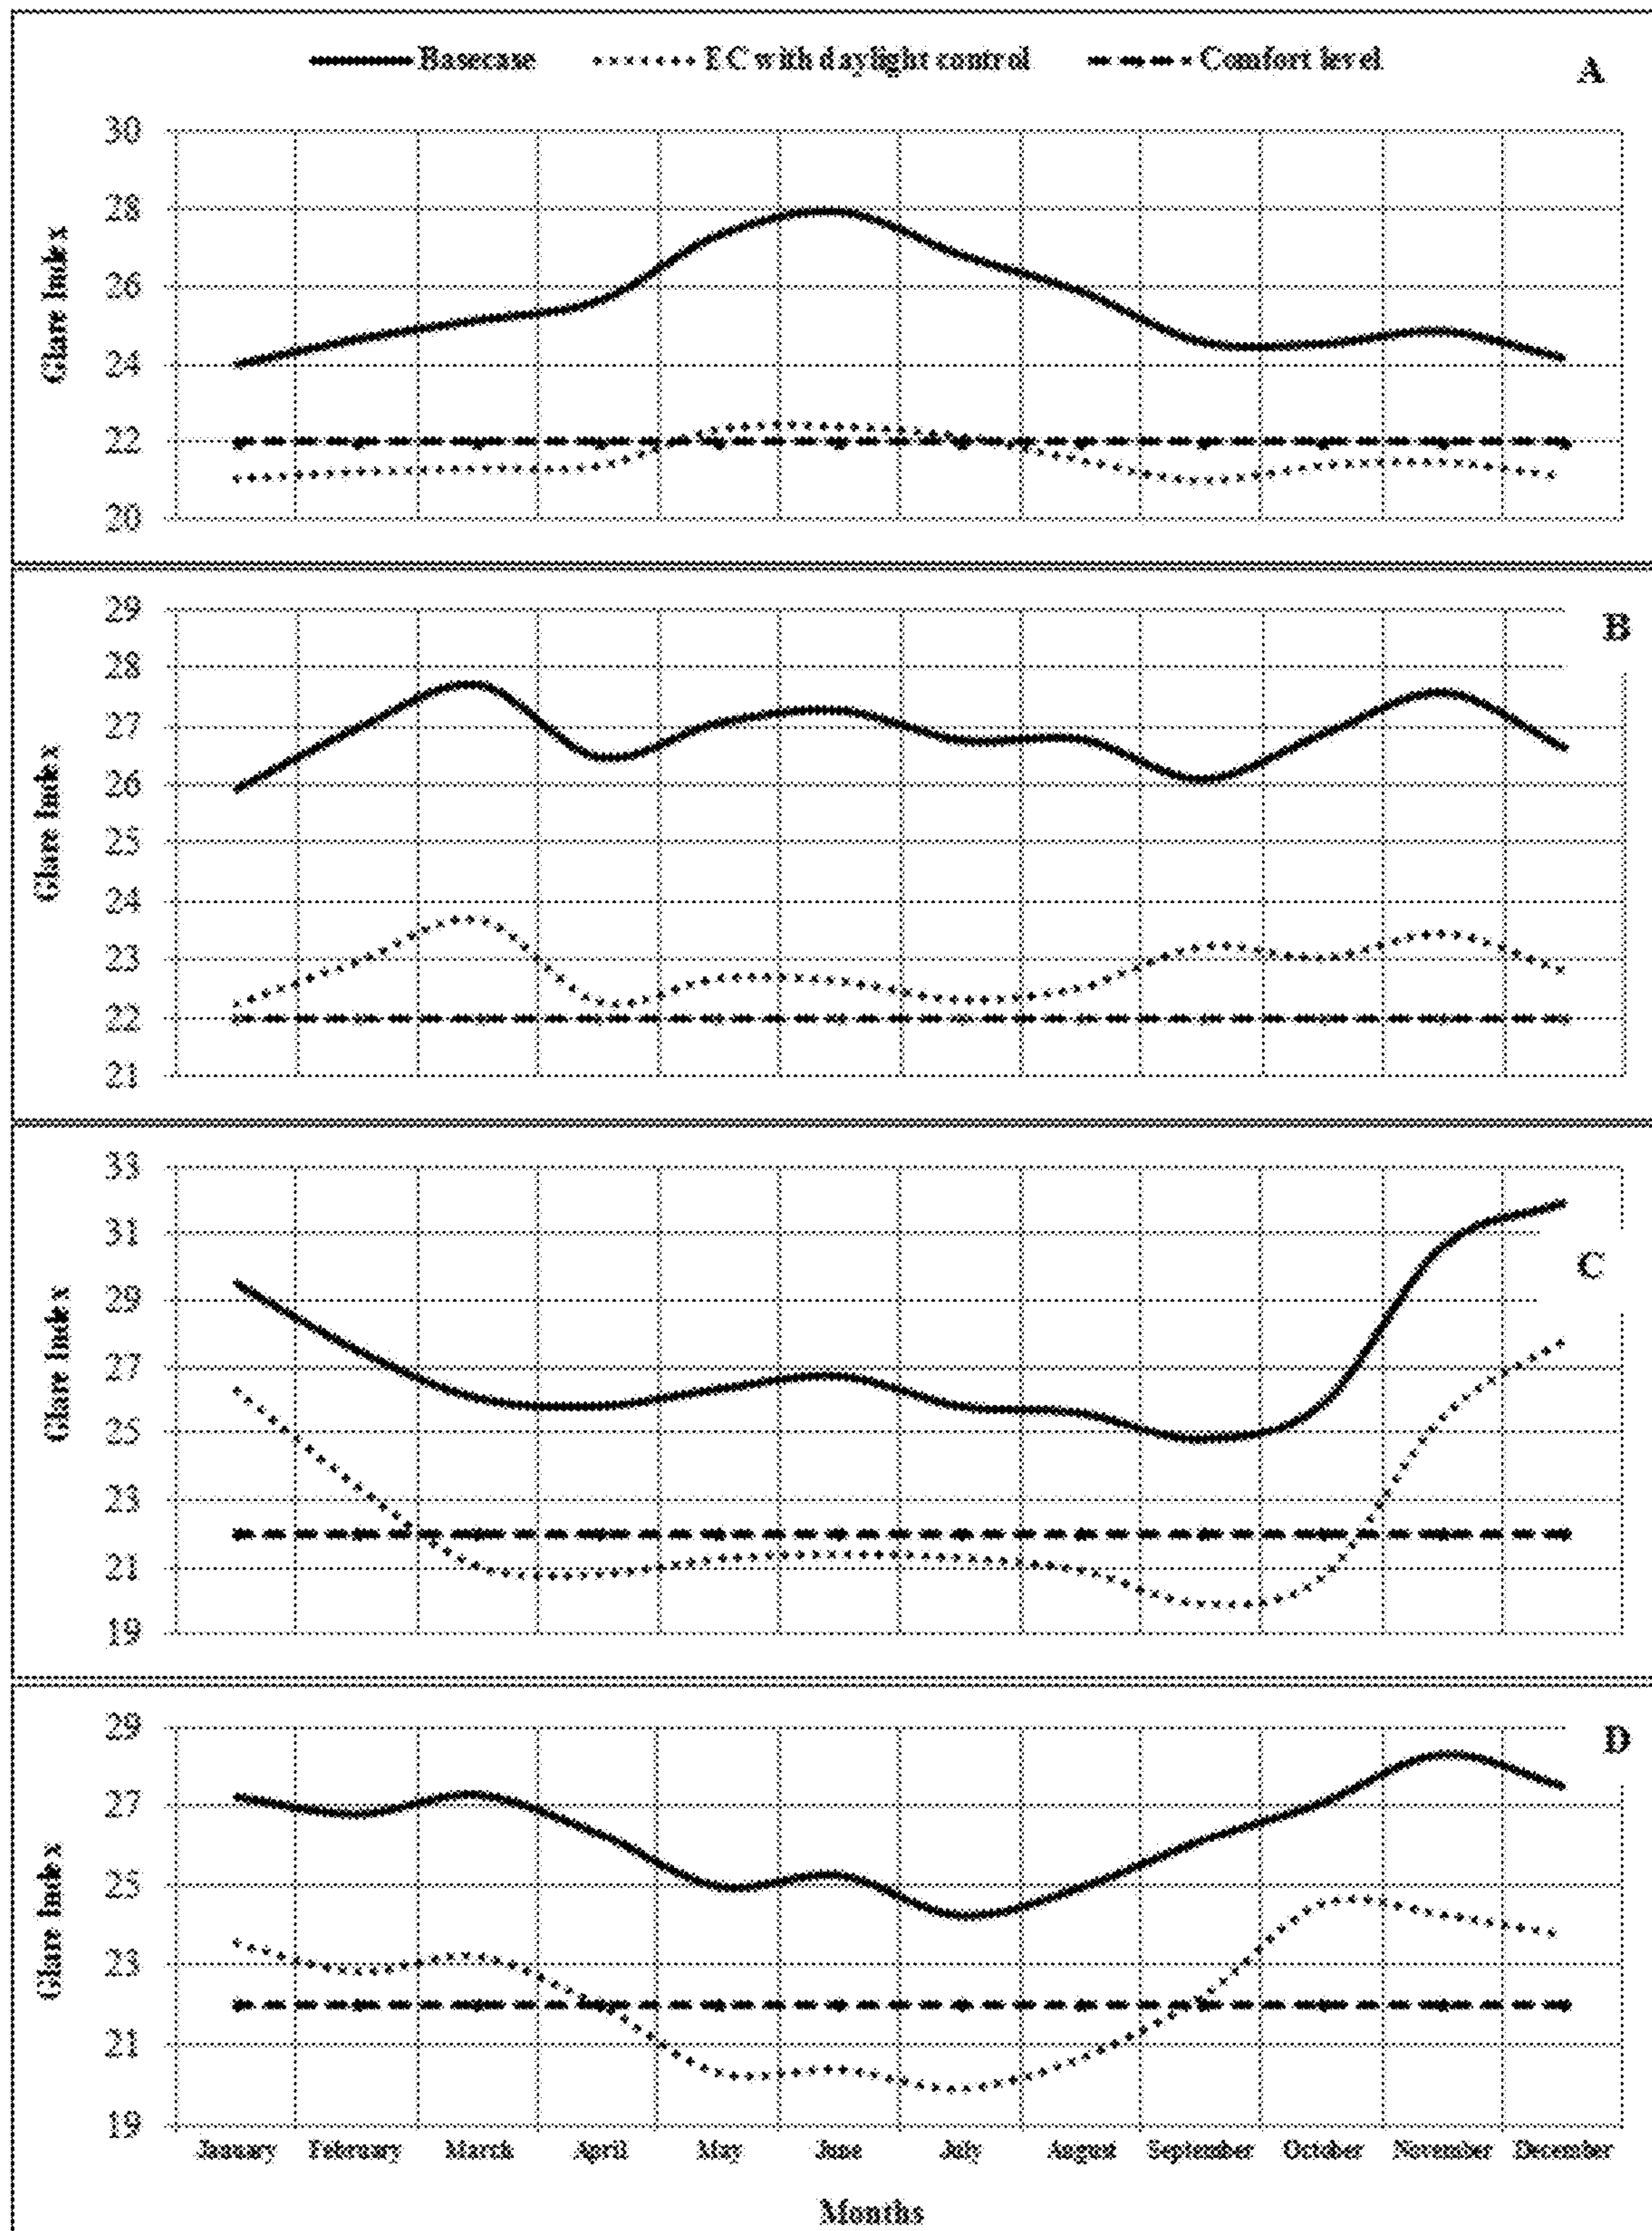 Basecase EC with daylight control Comfort level
A
30
28
26
24
22
20
Glare Index
B
29
28
27
26
25
24
23
22
21
Glare Index
C
33
31
29
27
25
23
21
19
Glare Index
D
29
27
25
23
21
19
Glare Index
January February March April May June July August September October November December
Months